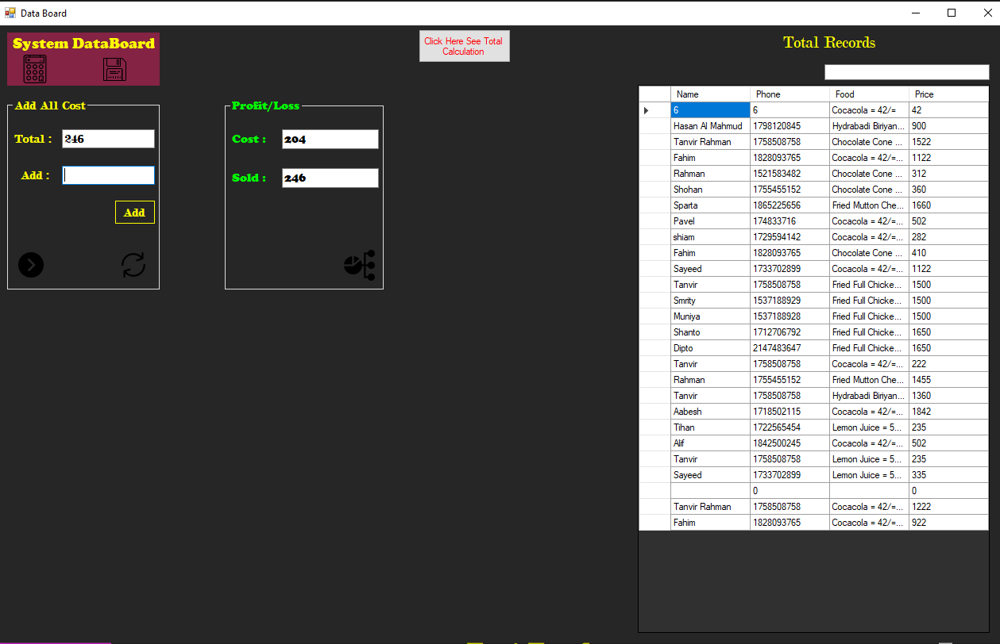 Data Board
System DataBoard
Click Here See Total
Calculation
Total Records
Add All Cost
Total : 246
Add :
Add
Profit/Loss
Cost : 204
Sold : 246
Name Phone Food Price
6 6 Cocacola = 42/= 42
Hasan Al Mahmud 1798120845 Hydrabadi Biriyan... 900
Tanvir Rahman 1758508758 Chocolate Cone ... 1522
Fahim 1828093765 Cocacola = 42/=... 1122
Rahman 1521583482 Chocolate Cone ... 312
Shohan 1755455152 Chocolate Cone ... 360
Sparta 1865225656 Fried Mutton Che... 1660
Pavel 174833716 Cocacola = 42/=... 502
shiam 1729594142 Cocacola = 42/=... 282
Fahim 1828093765 Chocolate Cone ... 410
Sayeed 1733702899 Cocacola = 42/=... 1122
Tanvir 1758508758 Fried Full Chicke... 1500
Smrity 1537188929 Fried Full Chicke... 1500
Muniya 1537188928 Fried Full Chicke... 1500
Shanto 1712706792 Fried Full Chicke... 1650
Dipto 2147483647 Fried Full Chicke... 1650
Tanvir 1758508758 Cocacola = 42/=... 222
Rahman 1755455152 Fried Mutton Che... 1455
Tanvir 1758508758 Hydrabadi Biriyan... 1360
Aabesh 1718502115 Cocacola = 42/=... 1842
Tihan 1722565454 Lemon Juice = 5... 235
Alif 1842500245 Cocacola = 42/=... 502
Tanvir 1758508758 Lemon Juice = 5... 235
Sayeed 1733702899 Lemon Juice = 5... 335
0 0
Tanvir Rahman 1758508758 Cocacola = 42/=... 1222
Fahim 1828093765 Cocacola = 42/=... 922